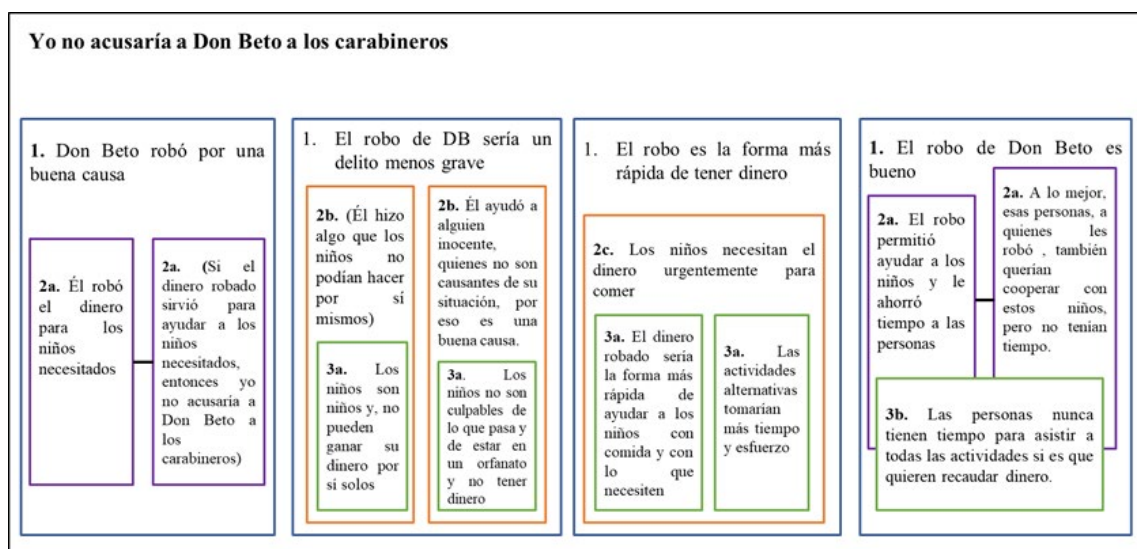 Yo no acusaría a Don Beto a los carabineros
1. Don Beto robó por una
buena causa
2a. Él robó
el dinero
para los
niños
necesitados
2a. (Si el
dinero robado
sirvió para
ayudar a los
niños
necesitados,
entonces yo
no acusaría a
Don Beto a
los
carabineros)
1. El robo de DB sería un
delito menos grave
2b. (Él hizo
algo que los
niños no
podían hacer
por sí
mismos)
3a. Los
niños son
niños y, no
pueden
ganar su
dinero por
sí solos
2b. Él ayudó a
alguien
inocente,
quienes no son
causantes de su
situación, por
eso es una
buena causa.
3a. Los
niños no son
culpables de
lo que pasa y
de estar en
un orfanato
y no tener
dinero
1. El robo es la forma más
rápida de tener dinero
2c. Los niños necesitan el
dinero urgentemente para
comer
3a. El dinero
robado seria
la forma más
rápida de
ayudar a los
niños con
comida y con
lo que
necesiten
3a. Las
actividades
alternativas
tomarían
más tiempo
y esfuerzo
1. El robo de Don Beto es
bueno
2a. El robo
permitió
ayudar a los
niños y le
ahorró
tiempo a las
personas
2a. A lo mejor,
esas personas, a
quienes les
robó , también
querían
cooperar con
estos niños,
pero no tenían
tiempo.
3b. Las personas nunca
tienen tiempo para asistir a
todas las actividades si es que
quieren recaudar dinero.